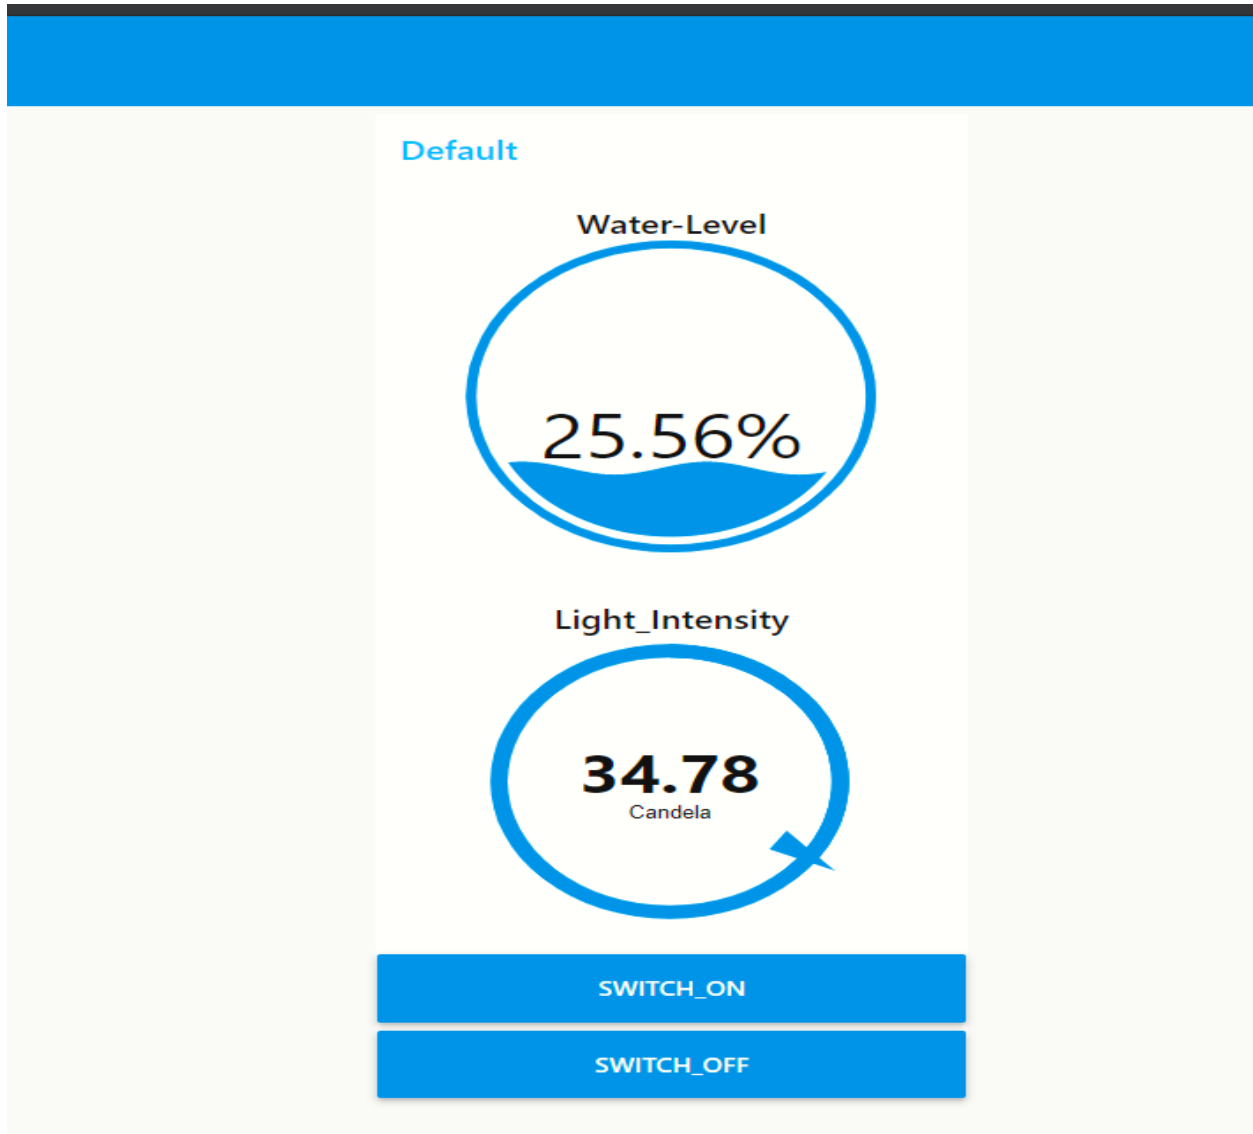 Default
Water-Level
25.56%
Light_Intensity
34.78
Candela
SWITCH_ON
SWITCH_OFF